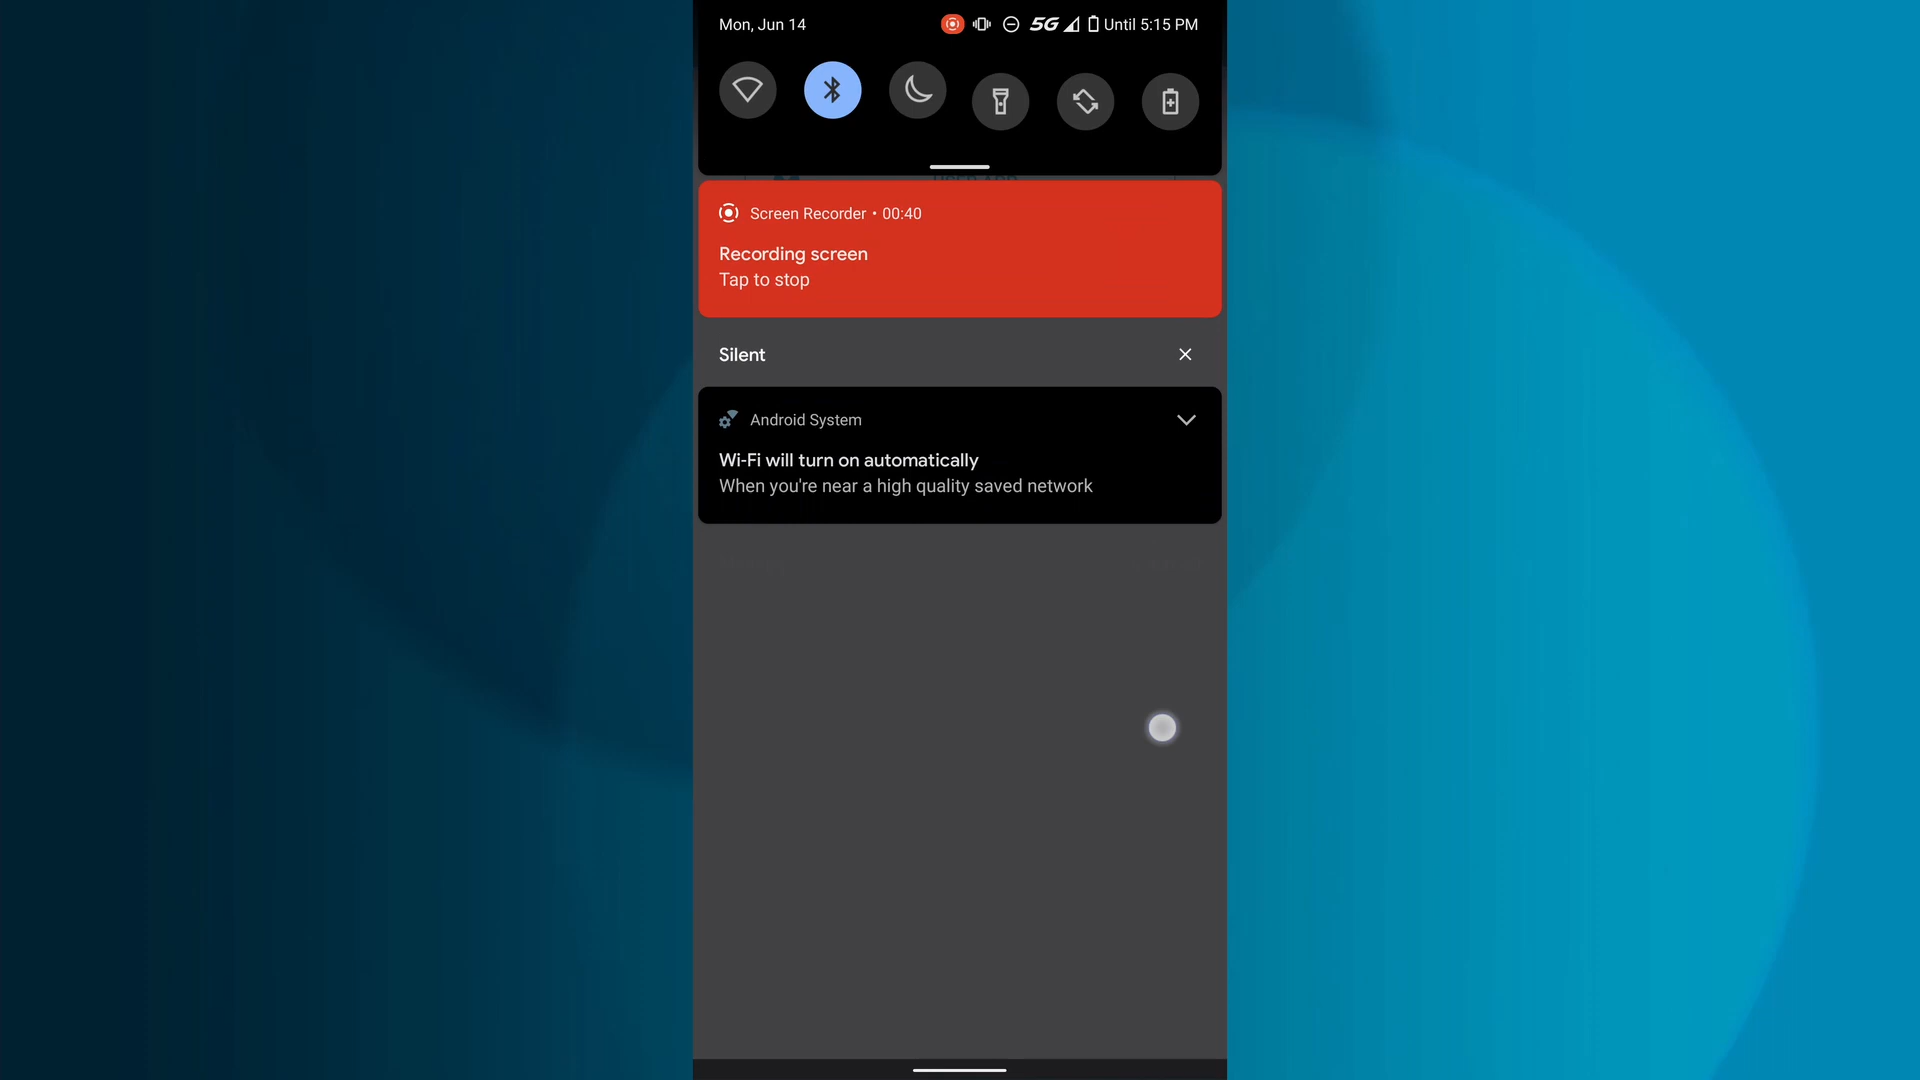 Mon, Jun 14
5G
Until 5:15 PM
Screen Recorder • 00:40
Recording screen
Tap to stop
Silent
Android System
Wi-Fi will turn on automatically
When you're near a high quality saved network